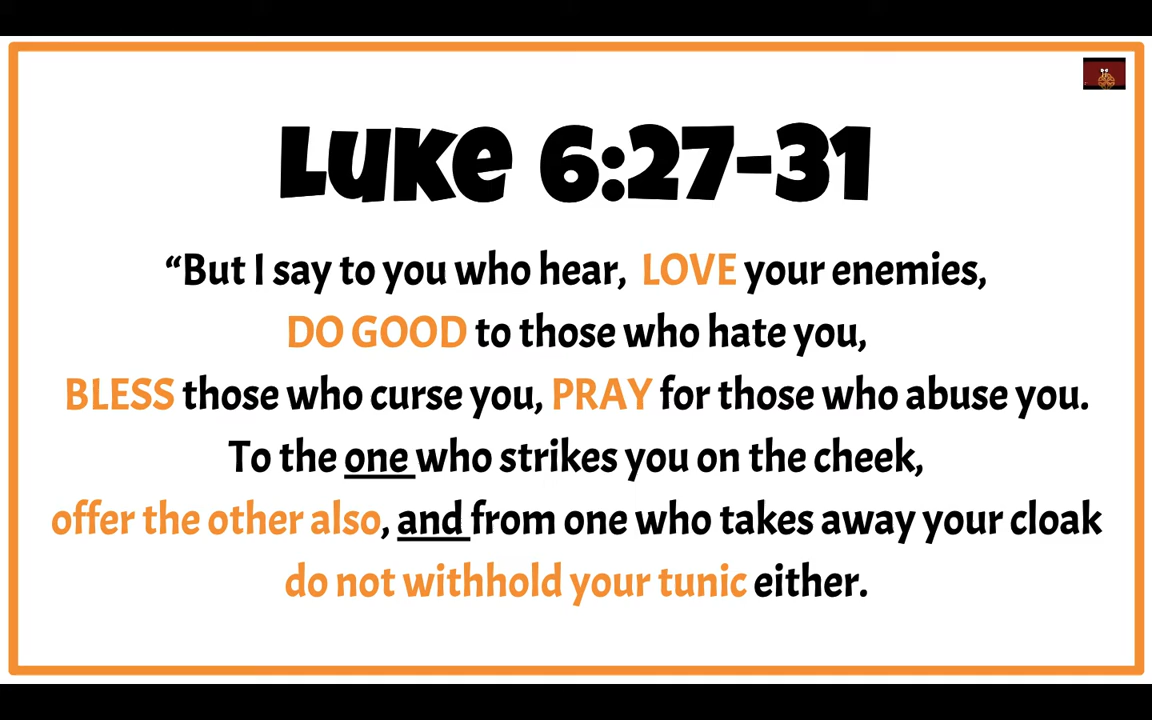 Luke 6:27-31
“But I say to you who hear, LOVE your enemies,
DO GOOD to those who hate you,
BLESS those who curse you, PRAY for those who abuse you.
To the one who strikes you on the cheek,
offer the other also, and from one who takes away your cloak
do not withhold your tunic either.